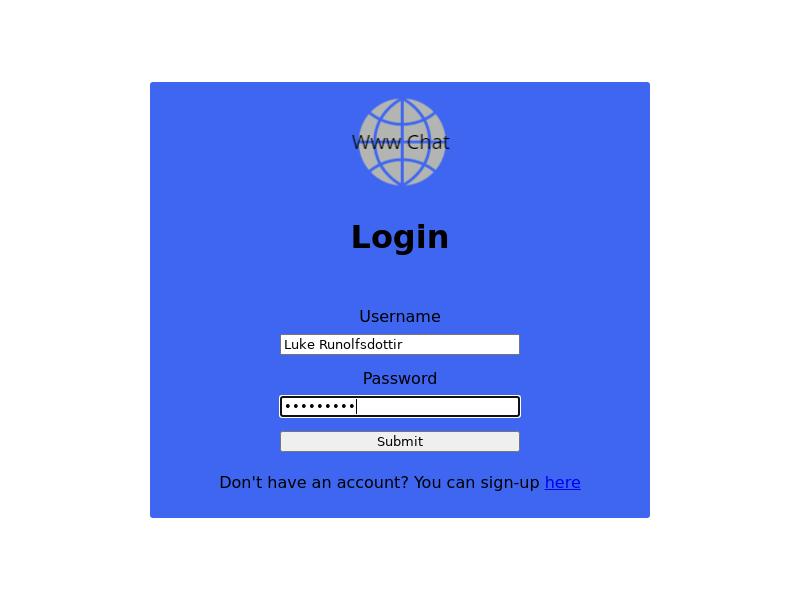 Www Chat
Login
Username
Luke Runolfsdottir
Password
•••••••••
Submit
Don't have an account? You can sign-up here